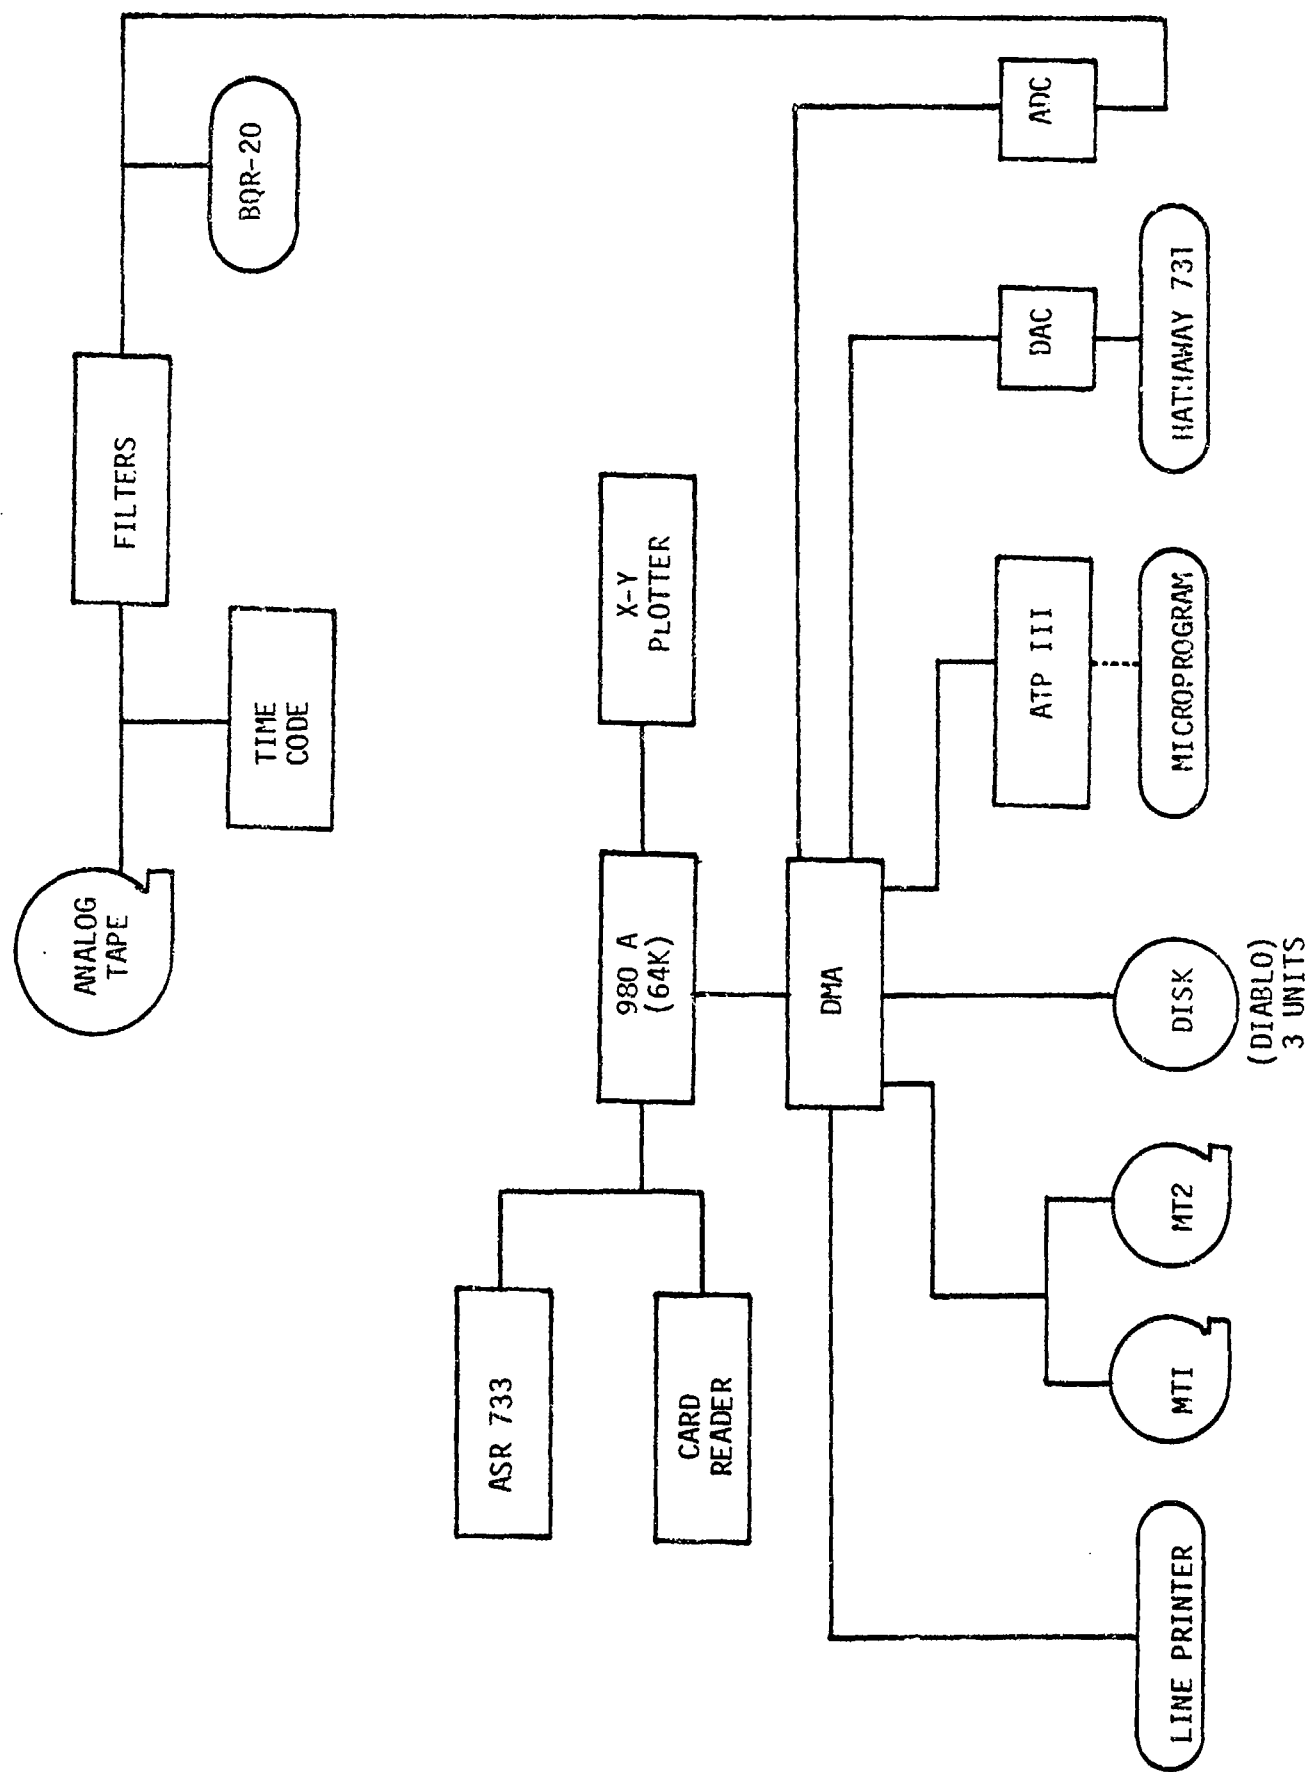 ANALOG
TAPE
TIME
CODE
FILTERS
BQR-20
ASR 733
CARD
READER
980 A
(64K)
X-Y
PLOTTER
DMA
LINE PRINTER
MT1
MT2
DISK
(DIABLO)
3 UNITS
ATP III
MICROPROGRAM
DAC
HATHAWAY 731
ADC